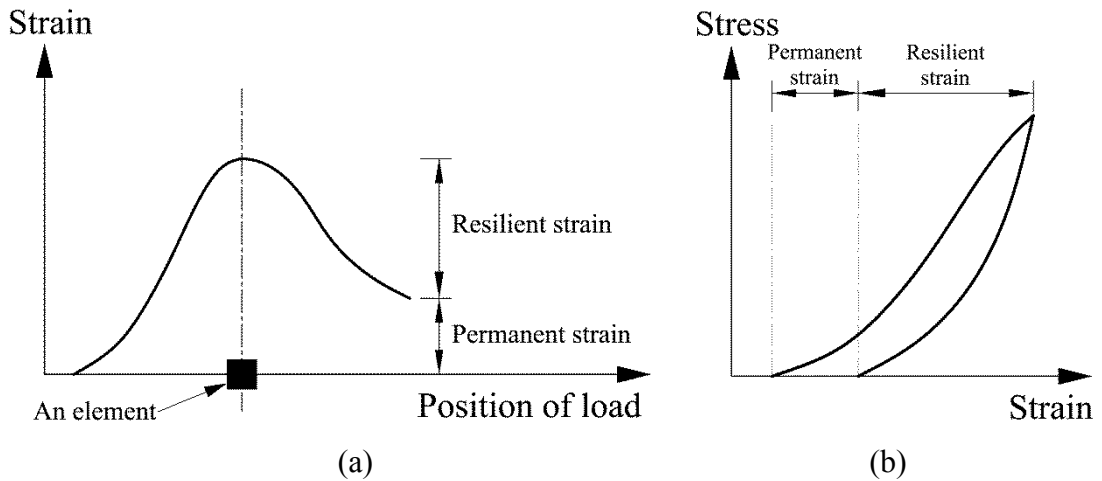 Strain
Resilient strain
Permanent strain
An element
Position of load
(a)
Stress
Permanent
strain
Resilient
strain
Strain
(b)